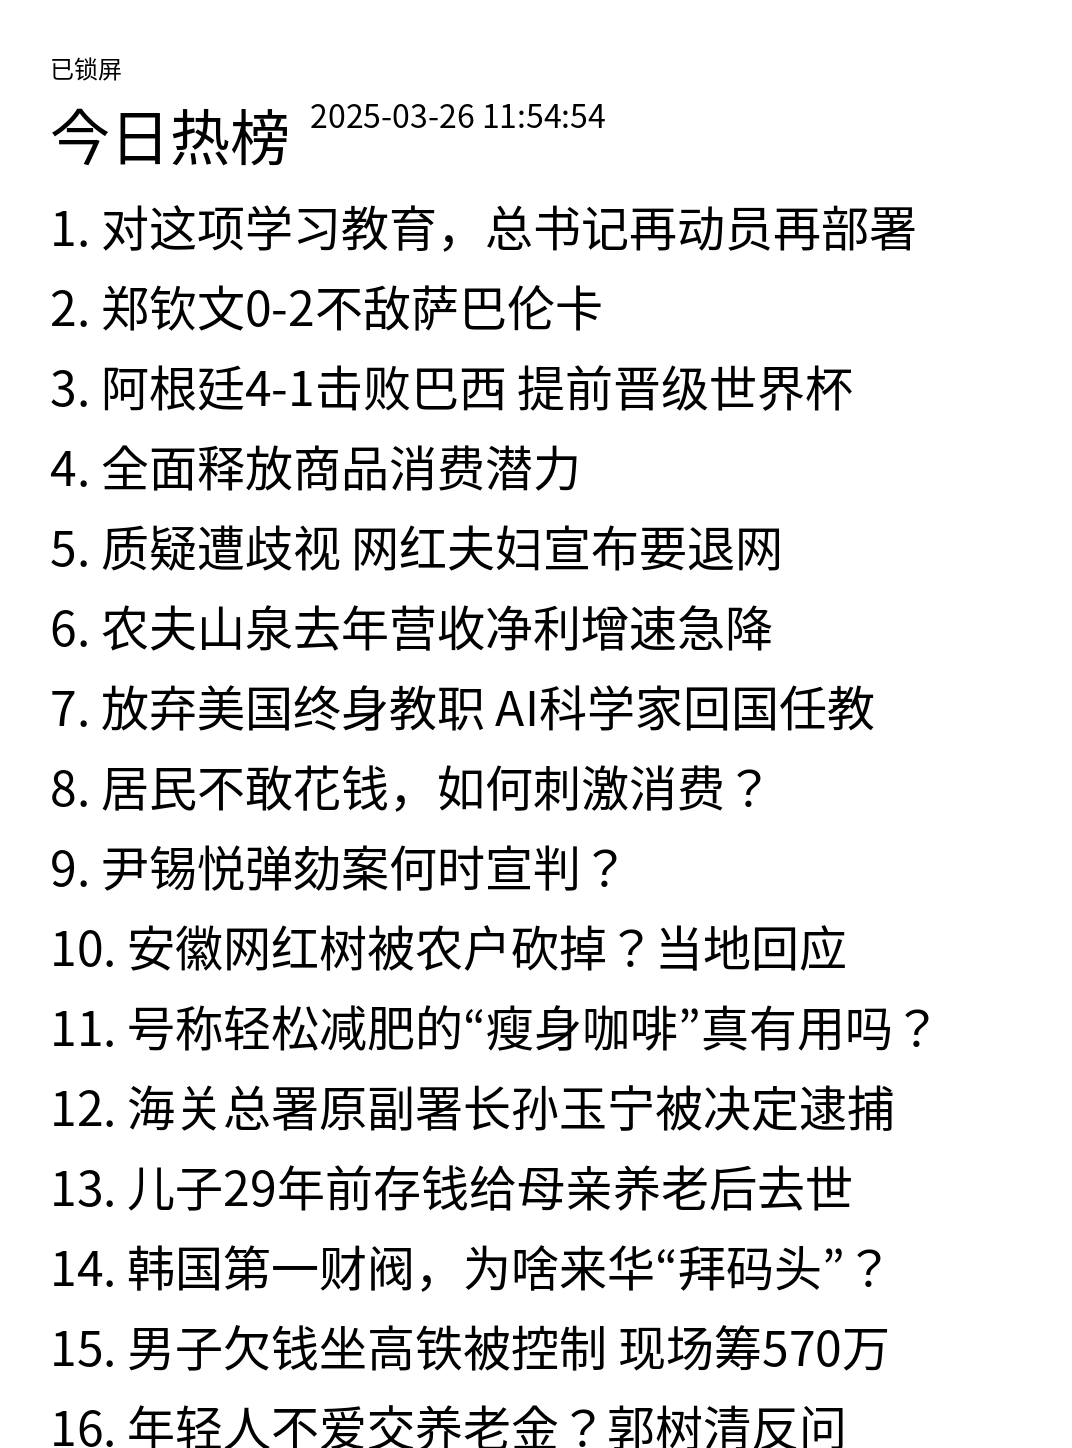 已锁屏
今日热榜 2025-03-26 11:54:54
1. 对这项学习教育，总书记再动员再部署
2. 郑钦文0-2不敌萨巴伦卡
3. 阿根廷4-1击败巴西 提前晋级世界杯
4. 全面释放商品消费潜力
5. 质疑遭歧视 网红夫妇宣布要退网
6. 农夫山泉去年营收净利增速急降
7. 放弃美国终身教职 AI科学家回国任教
8. 居民不敢花钱，如何刺激消费？
9. 尹锡悦弹劾案何时宣判？
10. 安徽网红树被农户砍掉？当地回应
11. 号称轻松减肥的“瘦身咖啡”真有用吗？
12. 海关总署原副署长孙玉宁被决定逮捕
13. 儿子29年前存钱给母亲养老后去世
14. 韩国第一财阀，为啥来华“拜码头”？
15. 男子欠钱坐高铁被控制 现场筹570万
16. 年轻人不爱交养老金？郭树清反问